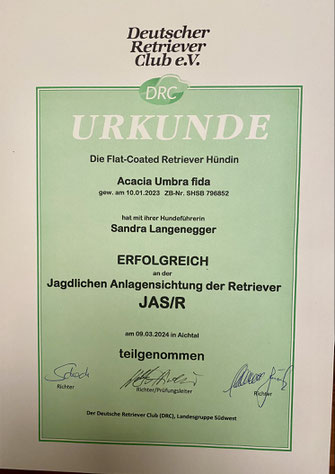 Deutscher
Retriever
Club e.V.
DRC
URKUNDE
Die Flat-Coated Retriever Hündin
Acacia Umbra fida
gew. am 10.01.2023 ZB-Nr. SHSB 796852
hat mit ihrer Hundeführerin
Sandra Langenegger
ERFOLGREICH
an der
Jagdlichen Anlagensichtung der Retriever
JAS/R
am 09.03.2024 in Aichtal
teilgenommen
Richter Richter/Prüfungsleiter Richter
Der Deutsche Retriever Club (DRC), Landesgruppe Südwest